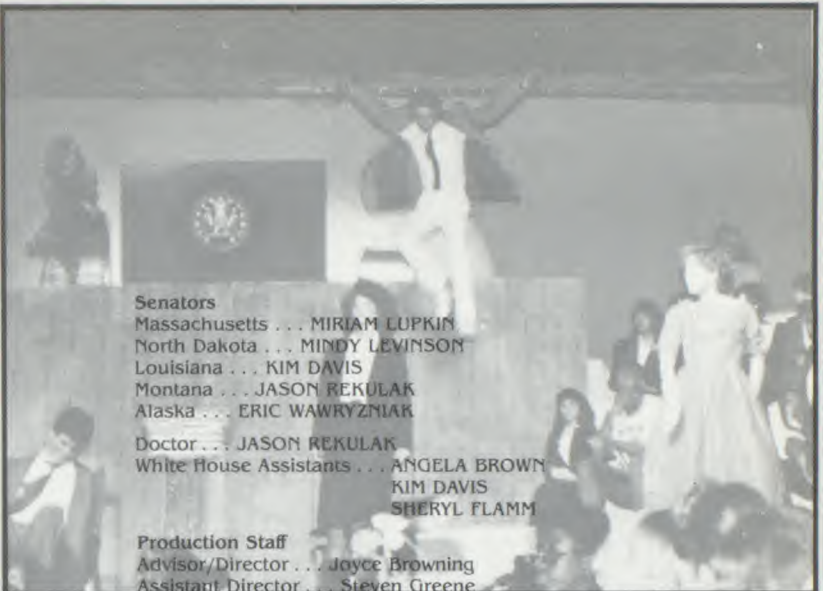 Senators
Massachusetts . . . MIRIAM LUPKIN
North Dakota . . . MINDY LEVINSON
Louisiana . . . KIM DAVIS
Montana . . . JASON REKULAK
Alaska . . . ERIC WAWRYZNIAK
Doctor . . . JASON REKULAK
White House Assistants . . . ANGELA BROWN
KIM DAVIS
SHERYL FLAMM
Production Staff
Advisor/Director . . . Joyce Browning
Assistant Director . . . Steven Greene